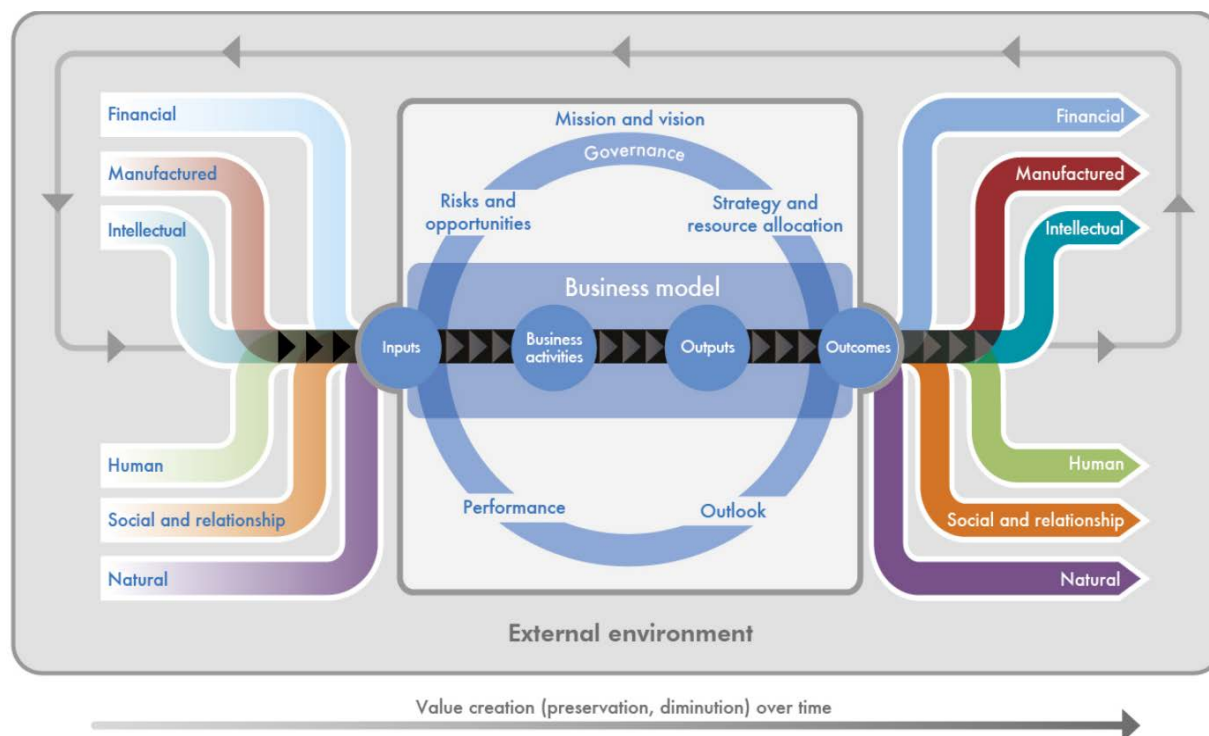 Financial
Manufactured
Intellectual
Human
Social and relationship
Natural
Mission and vision
Governance
Risks and
opportunities
Strategy and
resource allocation
Business model
Inputs
Business
activities
Outputs
Outcomes
Performance
Outlook
Financial
Manufactured
Intellectual
Human
Social and relationship
Natural
External environment
Value creation (preservation, diminution) over time